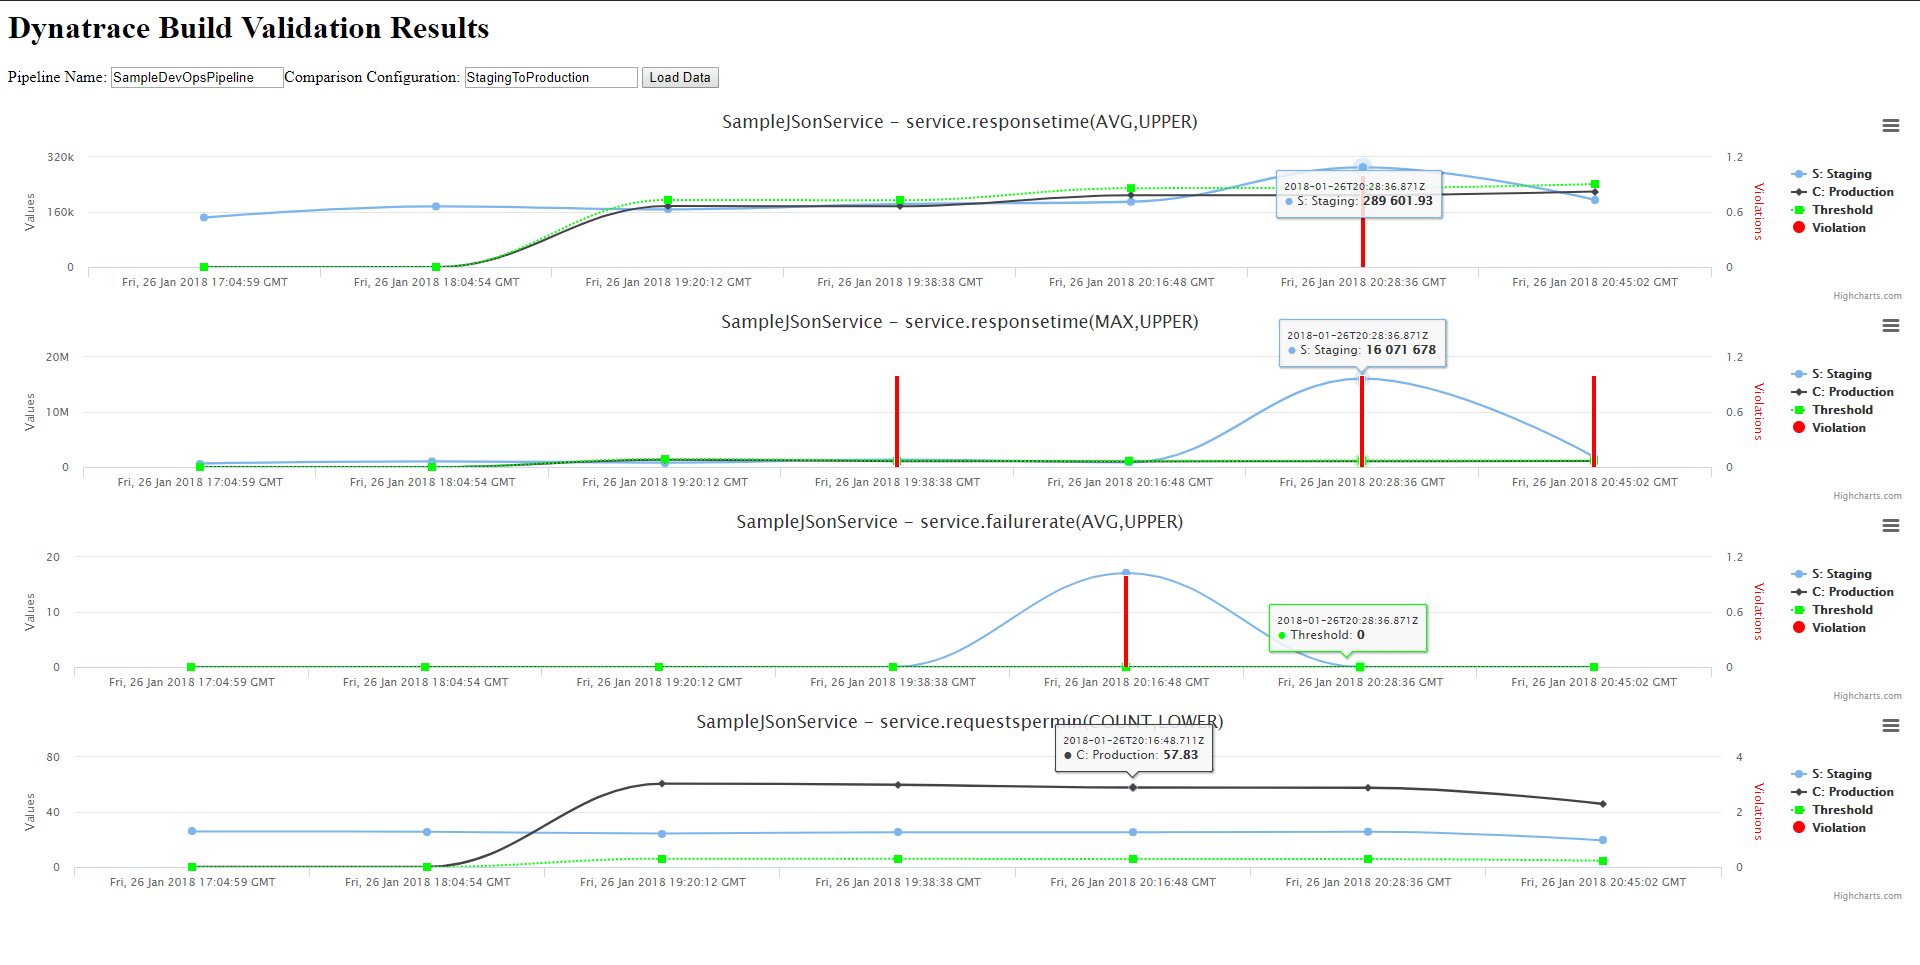 Dynatrace Build Validation Results
Pipeline Name: SampleDevOpsPipeline Comparison Configuration: StagingToProduction Load Data
SampleJSonService - service.responsetime(AVG,UPPER)
320k
160k
0
Values
1.2
0.6
0
Violations
2018-01-26T20:28:36.871Z
S: Staging: 289 601.93
S: Staging
C: Production
Threshold
Violation
Fri, 26 Jan 2018 17:04:59 GMT Fri, 26 Jan 2018 18:04:54 GMT Fri, 26 Jan 2018 19:20:12 GMT Fri, 26 Jan 2018 19:38:38 GMT Fri, 26 Jan 2018 20:16:48 GMT Fri, 26 Jan 2018 20:28:36 GMT Fri, 26 Jan 2018 20:45:02 GMT
Highcharts.com
SampleJSonService - service.responsetime(MAX,UPPER)
20M
10M
0
Values
1.2
0.6
0
Violations
2018-01-26T20:28:36.871Z
S: Staging: 16 071 678
S: Staging
C: Production
Threshold
Violation
Fri, 26 Jan 2018 17:04:59 GMT Fri, 26 Jan 2018 18:04:54 GMT Fri, 26 Jan 2018 19:20:12 GMT Fri, 26 Jan 2018 19:38:38 GMT Fri, 26 Jan 2018 20:16:48 GMT Fri, 26 Jan 2018 20:28:36 GMT Fri, 26 Jan 2018 20:45:02 GMT
Highcharts.com
SampleJSonService - service.failurerate(AVG,UPPER)
20
10
0
Values
1.2
0.6
0
Violations
2018-01-26T20:28:36.871Z
Threshold: 0
S: Staging
C: Production
Threshold
Violation
Fri, 26 Jan 2018 17:04:59 GMT Fri, 26 Jan 2018 18:04:54 GMT Fri, 26 Jan 2018 19:20:12 GMT Fri, 26 Jan 2018 19:38:38 GMT Fri, 26 Jan 2018 20:16:48 GMT Fri, 26 Jan 2018 20:28:36 GMT Fri, 26 Jan 2018 20:45:02 GMT
Highcharts.com
SampleJSonService - service.requestspermin(COUNT,LOWER)
80
40
0
Values
4
2
0
Violations
2018-01-26T20:16:48.711Z
C: Production: 57.83
S: Staging
C: Production
Threshold
Violation
Fri, 26 Jan 2018 17:04:59 GMT Fri, 26 Jan 2018 18:04:54 GMT Fri, 26 Jan 2018 19:20:12 GMT Fri, 26 Jan 2018 19:38:38 GMT Fri, 26 Jan 2018 20:16:48 GMT Fri, 26 Jan 2018 20:28:36 GMT Fri, 26 Jan 2018 20:45:02 GMT
Highcharts.com